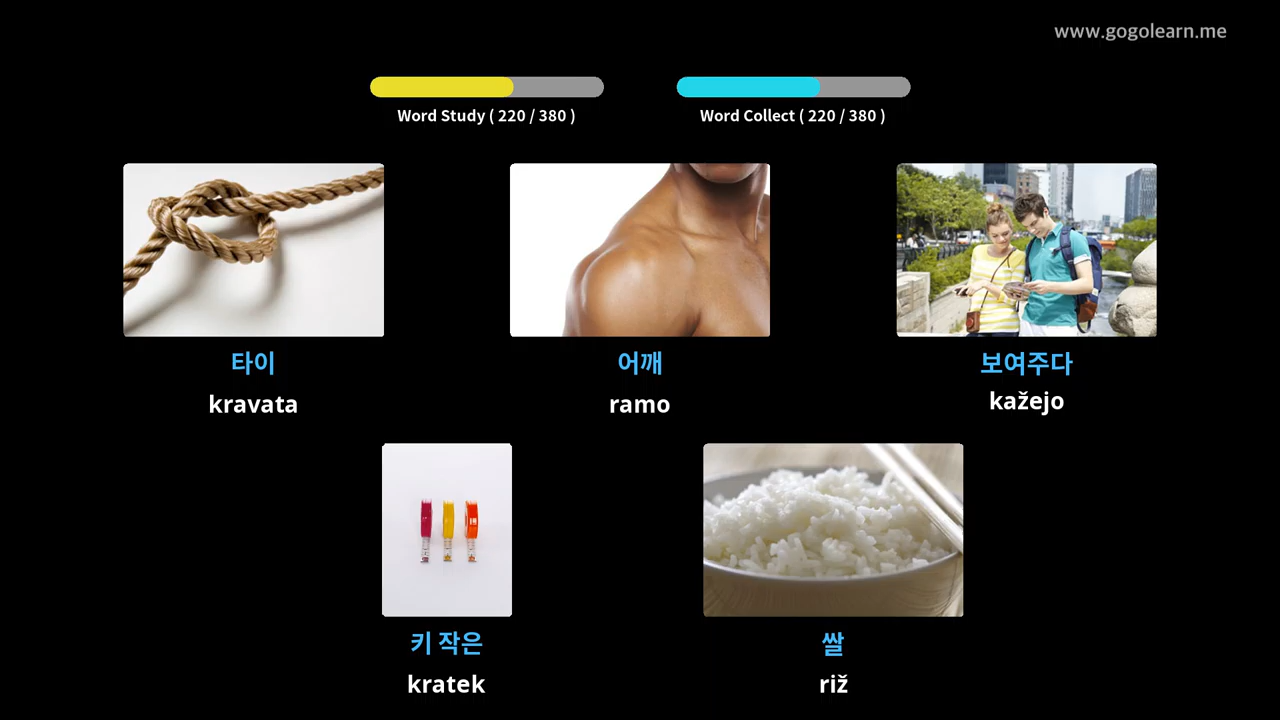 www.gogolearn.me
Word Study ( 220 / 380 )
Word Collect ( 220 / 380 )
타이
kravata
어깨
ramo
보여주다
kažejo
키 작은
kratek
쌀
riž